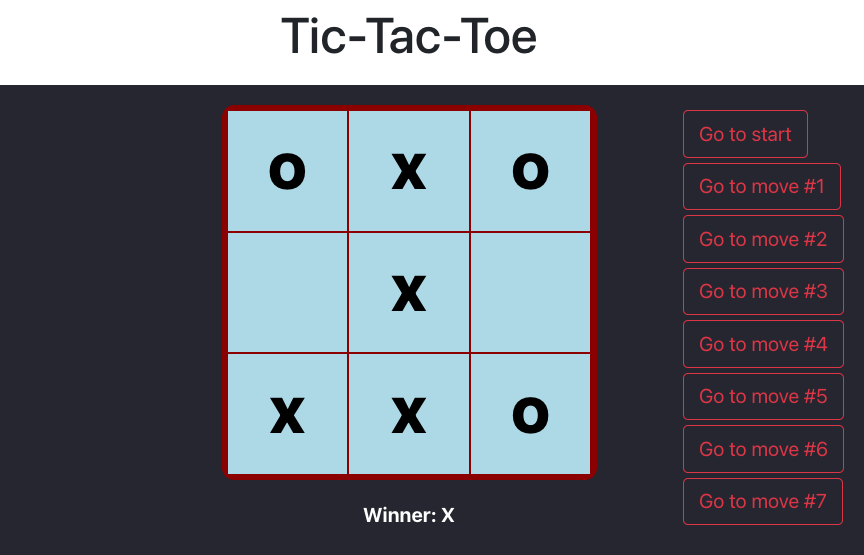 Tic-Tac-Toe
O X O
X
X X O
Winner: X
Go to start
Go to move #1
Go to move #2
Go to move #3
Go to move #4
Go to move #5
Go to move #6
Go to move #7